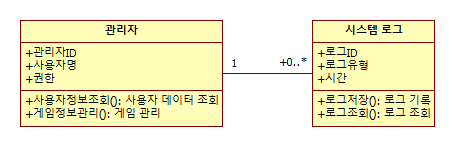 관리자
+관리자ID
+사용자명
+권한
+사용자정보조회(): 사용자 데이터 조회
+게임정보관리(): 게임 관리
1
+0..*
시스템 로그
+로그ID
+로그유형
+시간
+로그저장(): 로그 기록
+로그조회(): 로그 조회